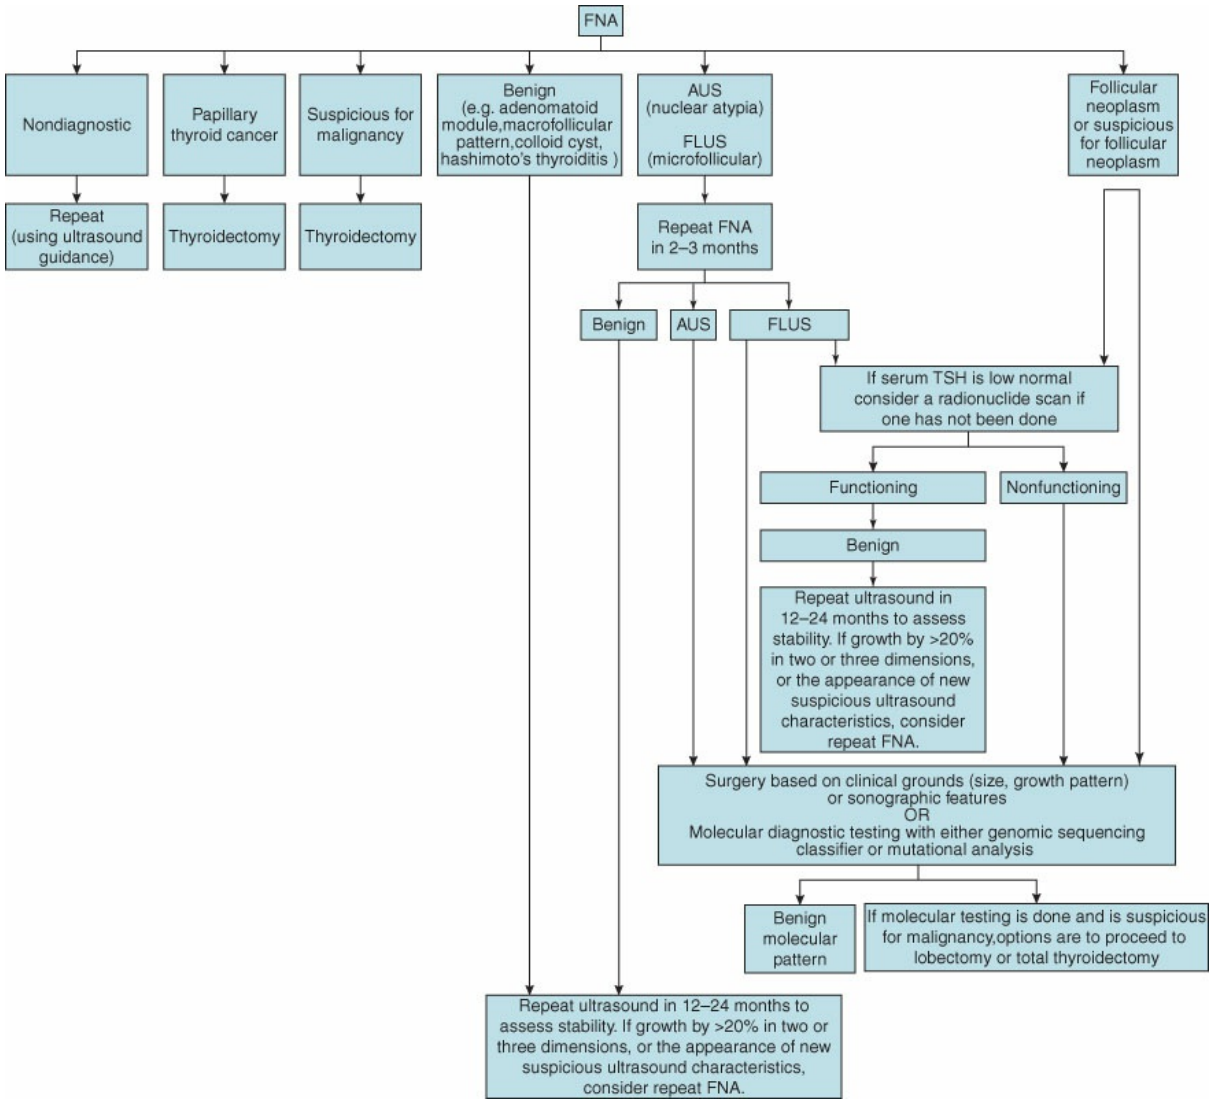 FNA
Nondiagnostic
Papillary
thyroid cancer
Suspicious for
malignancy
Benign
(e.g. adenomatoid
module,macrofollicular
pattern,colloid cyst,
hashimoto's thyroiditis )
AUS
(nuclear atypia)
FLUS
(microfollicular)
Follicular
neoplasm
or suspicious
for follicular
neoplasm
Repeat
(using ultrasound
guidance)
Thyroidectomy
Thyroidectomy
Repeat FNA
in 2–3 months
Benign
AUS
FLUS
If serum TSH is low normal
consider a radionuclide scan if
one has not been done
Functioning
Nonfunctioning
Benign
Repeat ultrasound in
12–24 months to assess
stability. If growth by >20%
in two or three dimensions,
or the appearance of new
suspicious ultrasound
characteristics, consider
repeat FNA.
Surgery based on clinical grounds (size, growth pattern)
or sonographic features
OR
Molecular diagnostic testing with either genomic sequencing
classifier or mutational analysis
Benign
molecular
pattern
If molecular testing is done and is suspicious
for malignancy,options are to proceed to
lobectomy or total thyroidectomy
Repeat ultrasound in 12–24 months to
assess stability. If growth by >20% in two or
three dimensions, or the appearance of new
suspicious ultrasound characteristics,
consider repeat FNA.